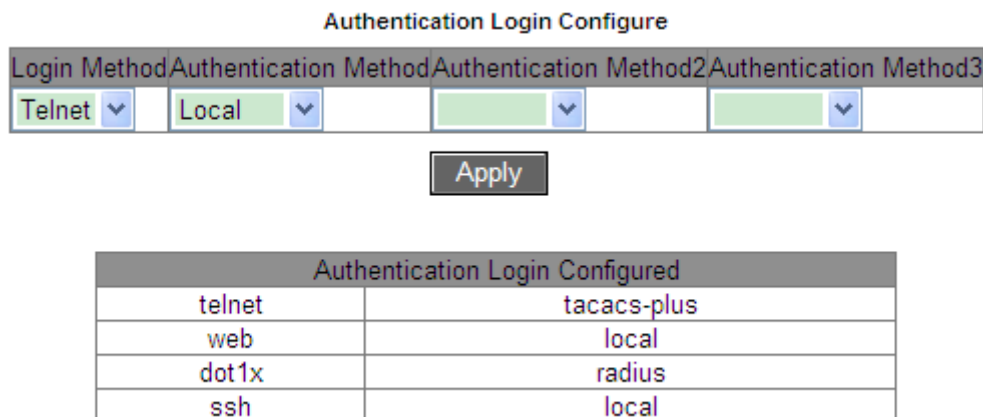 Authentication Login Configure
Login Method Authentication Method Authentication Method2 Authentication Method3
Telnet Local
Apply
Authentication Login Configured
telnet tacacs-plus
web local
dot1x radius
ssh local